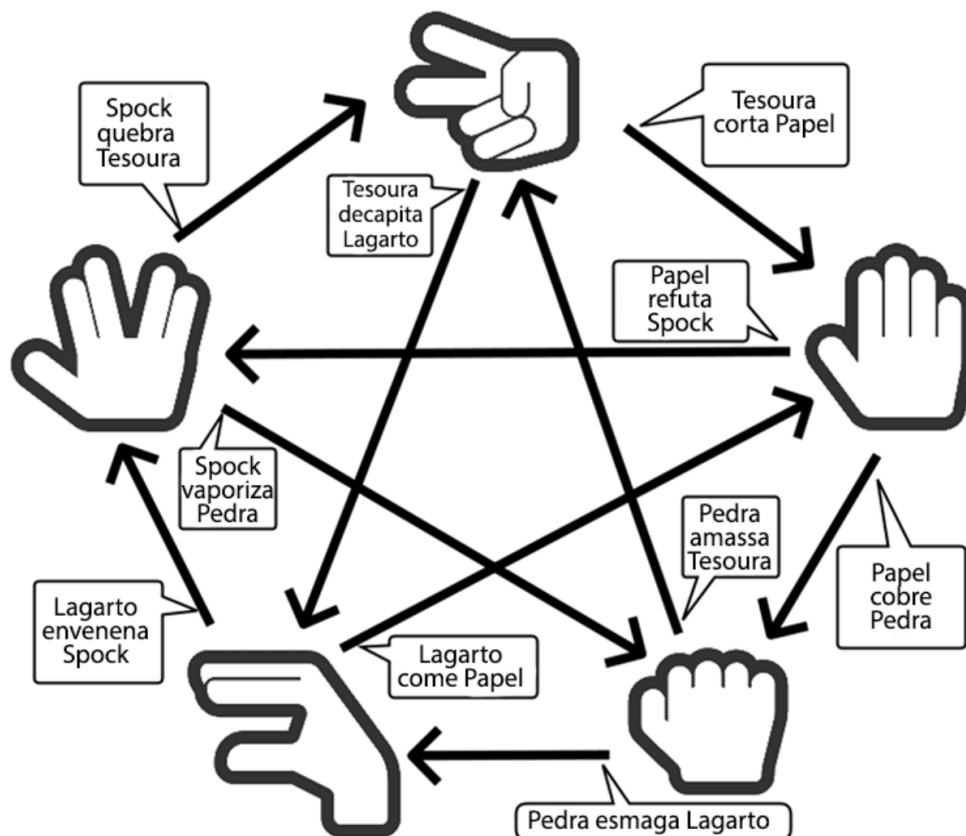 Spock
quebra
Tesoura
Tesoura
corta Papel
Tesoura
decapita
Lagarto
Papel
refuta
Spock
Spock
vaporiza
Pedra
Pedra
amassa
Tesoura
Papel
cobre
Pedra
Lagarto
envenena
Spock
Lagarto
come Papel
Pedra esmaga Lagarto